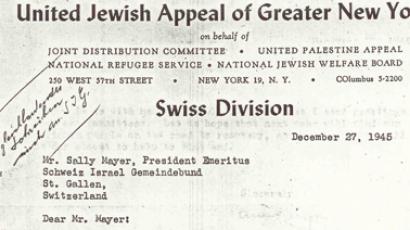 United Jewish Appeal of Greater New Yo
on behalf of
JOINT DISTRIBUTION COMMITTEE • UNITED PALESTINE APPEAL
NATIONAL REFUGEE SERVICE • NATIONAL JEWISH WELFARE BOARD
250 WEST 57TH STREET • NEW YORK 19, N. Y. • COlumbus 5-2200
Swiss Division
December 27, 1945
Mr. Sally Mayer, President Emeritus
Schweiz Israel Gemeindebund
St. Gallen,
Switzerland
Dear Mr. Mayer: